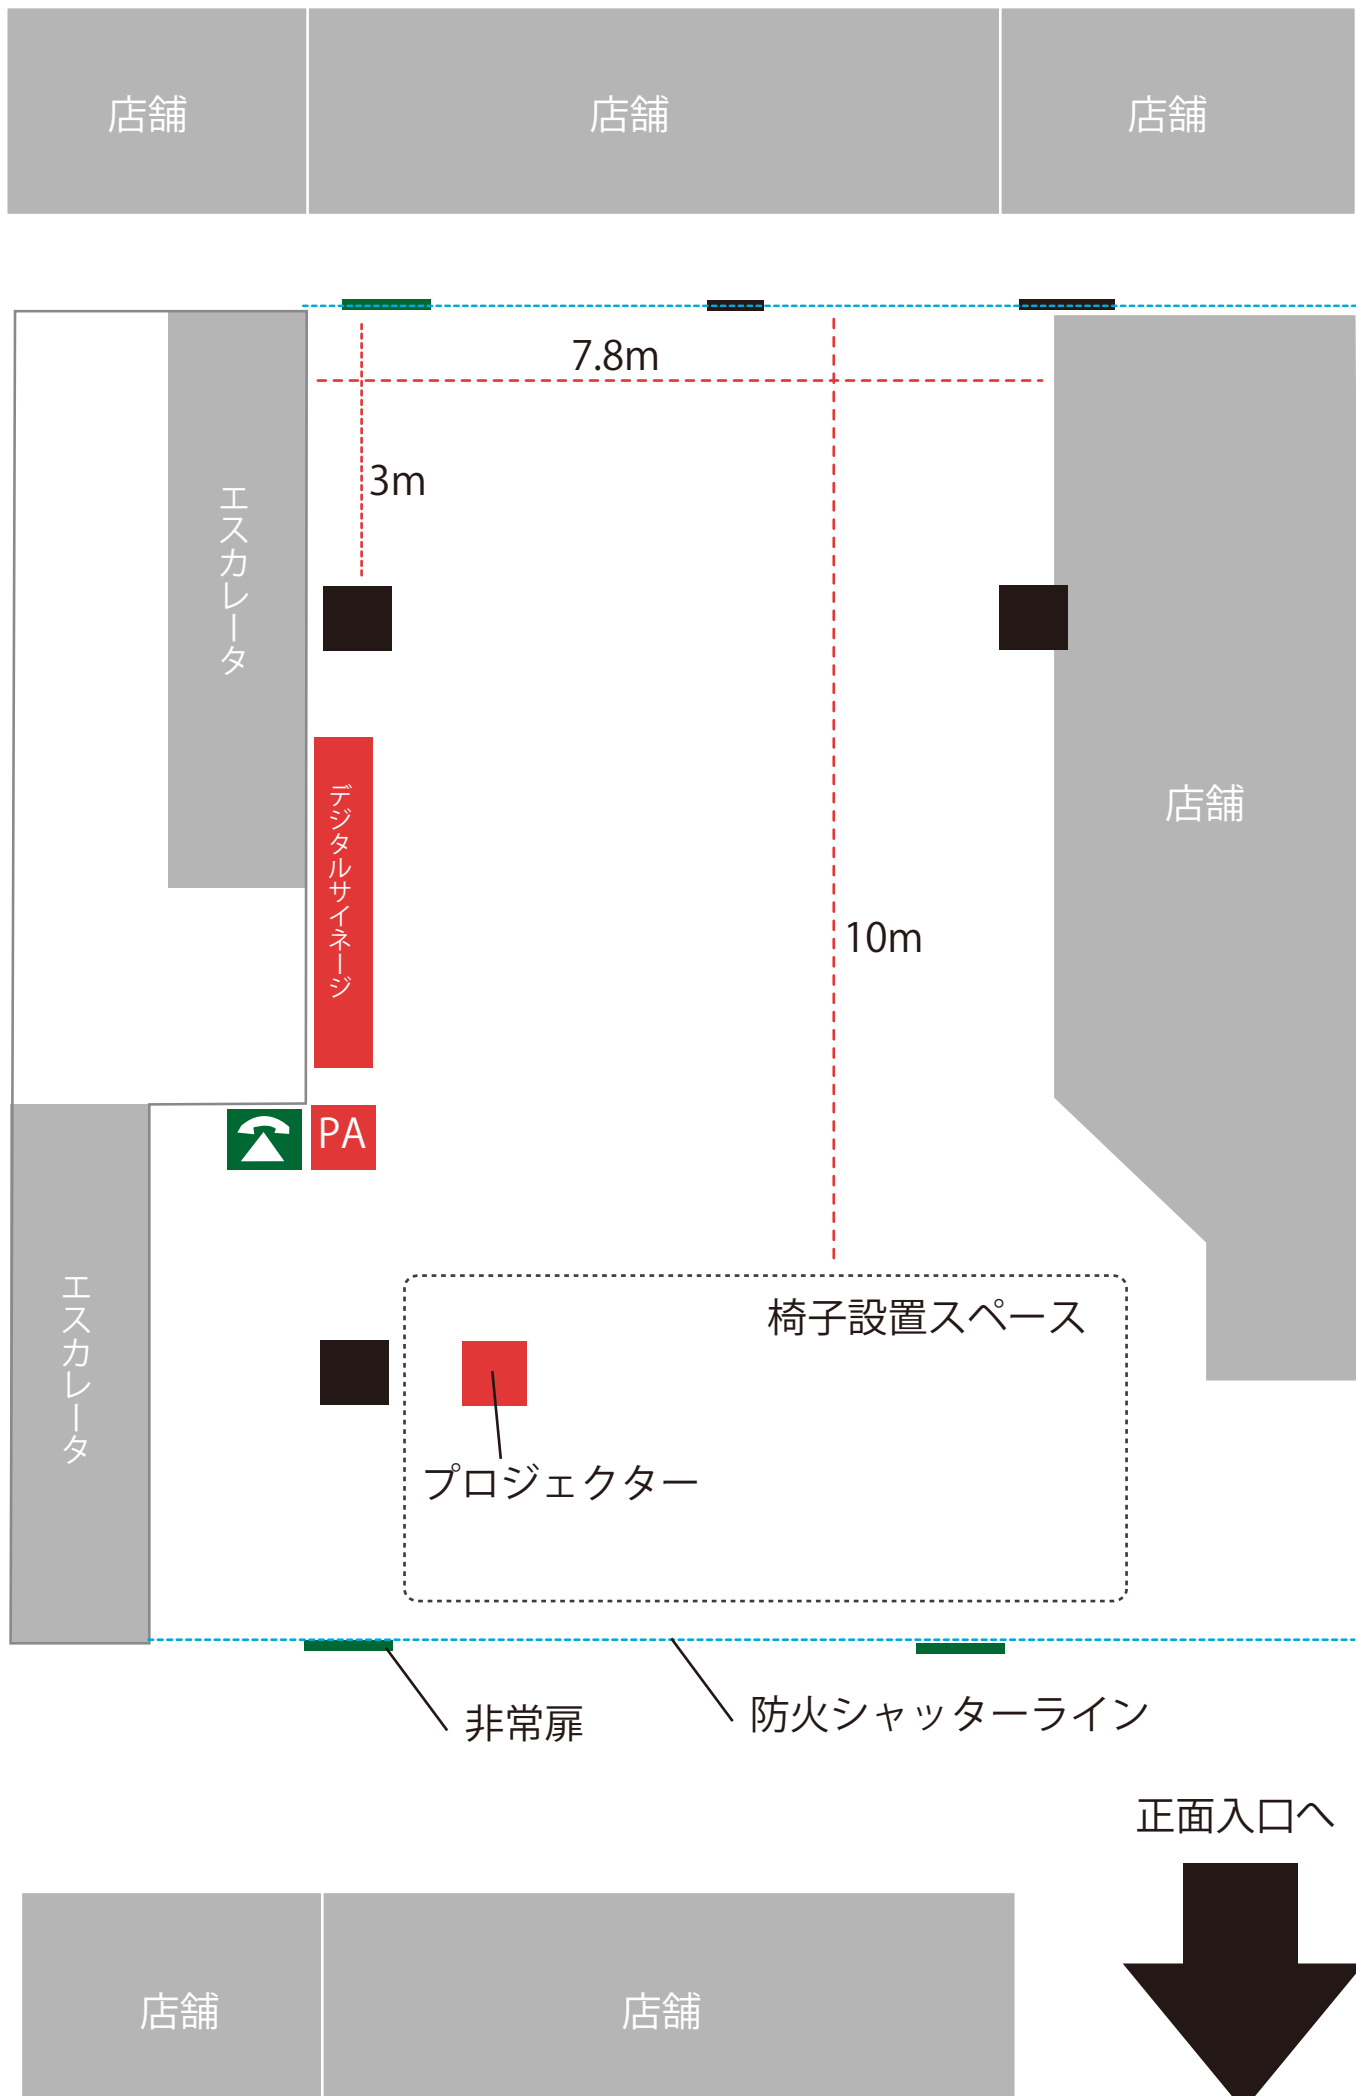 店舗
店舗
店舗
7.8m
3m
エスカレータ
デジタルサイネージ
店舗
10m
PA
エスカレータ
椅子設置スペース
プロジェクター
非常扉
防火シャッターライン
正面入口へ
店舗
店舗